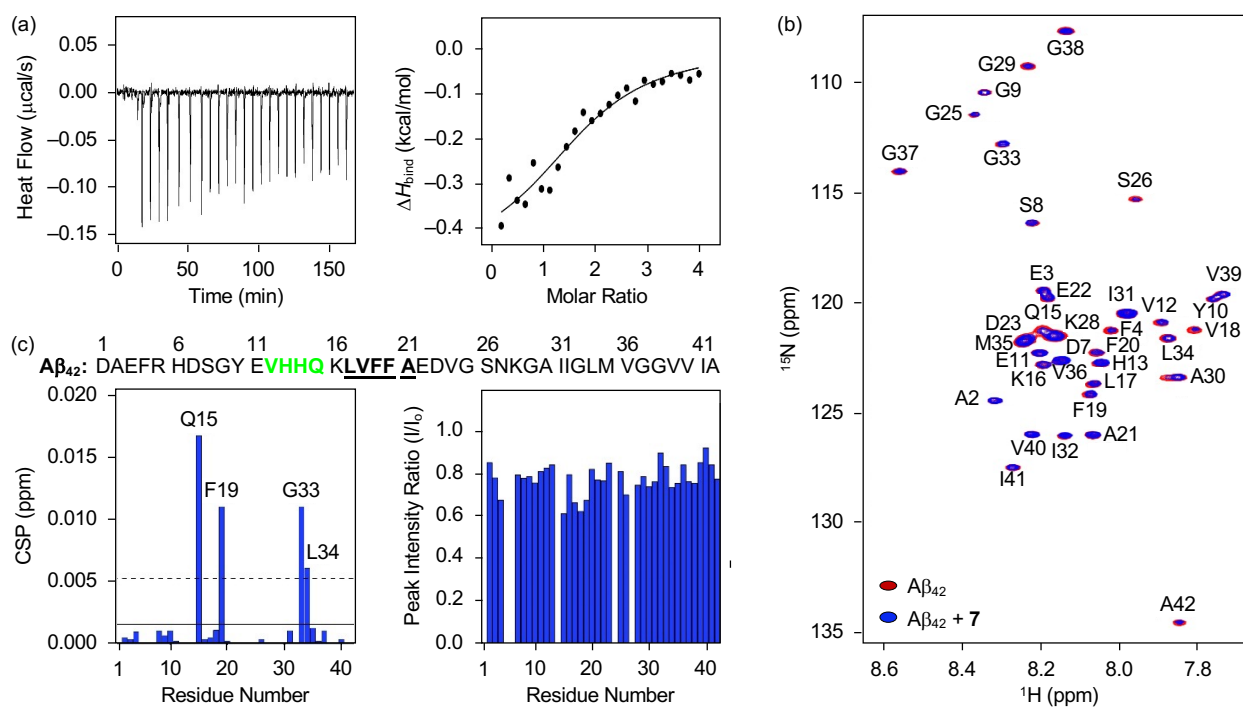 (a)
0.05
0.00
–0.05
–0.10
–0.15
Heat Flow (μcal/s)
0 50 100 150
Time (min)
0.0
–0.1
–0.2
–0.3
–0.4
ΔHbind (kcal/mol)
0 1 2 3 4
Molar Ratio
(b)
110
115
120
125
130
135
15N (ppm)
G38
G29
G9
G25
G33
G37
S26
S8
E3
E22
Q15
I31
V12
V39
Y10
K28
F4
V18
D23
M35
D7
F20
L34
E11
V36
H13
K16
L17
A30
A2
F19
V40
I32
A21
I41
Aβ42
Aβ42 + 7
A42
8.6 8.4 8.2 8.0 7.8
1H (ppm)
(c)
1 6 11 16 21 26 31 36 41
Aβ42: DAEFR HDSGY EVHHQ KLVFF AEDVG SNKGA IIGLM VGGVV IA
0.020
0.015
0.010
0.005
0.000
CSP (ppm)
Q15
F19
G33
L34
1 10 20 30 40
Residue Number
1.0
0.8
0.6
0.4
0.2
0.0
Peak Intensity Ratio (I/Io)
1 10 20 30 40
Residue Number